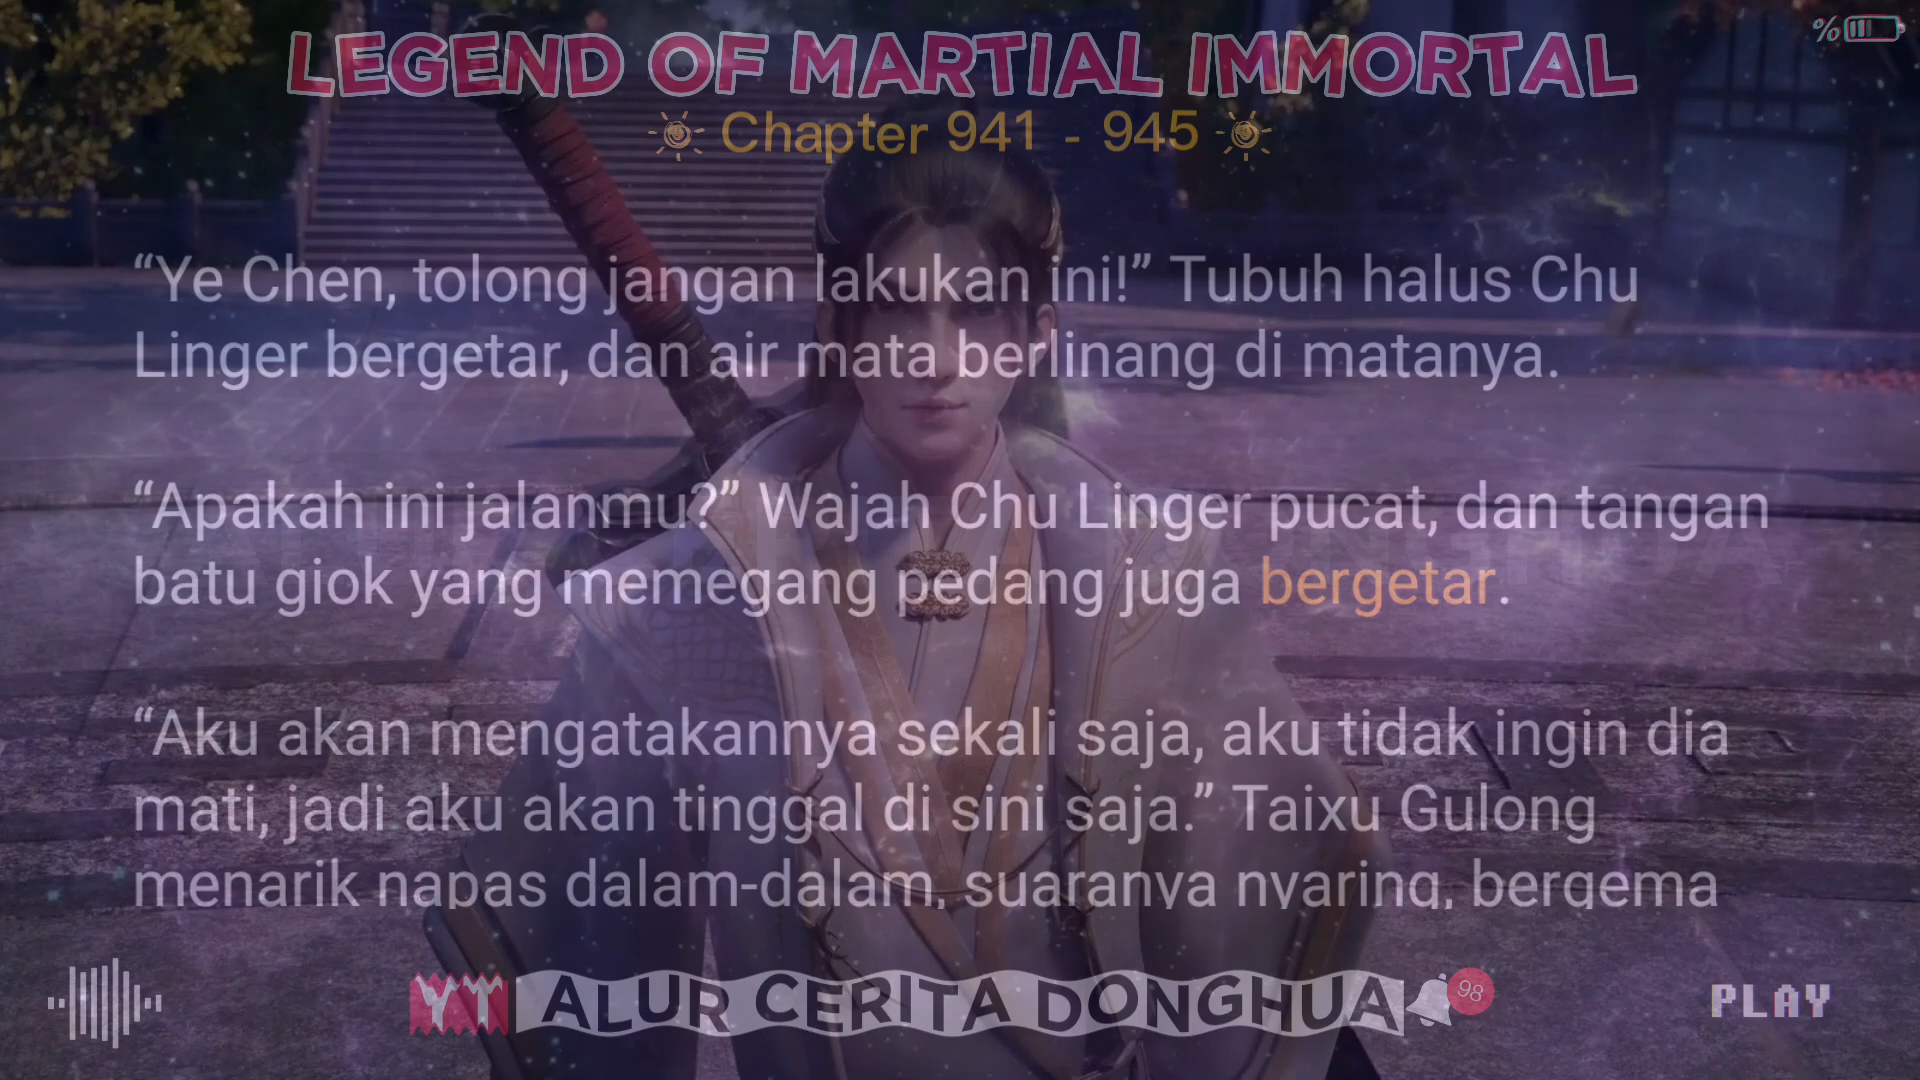 LEGEND OF MARTIAL IMMORTAL
%
Chapter 941 - 945
“Ye Chen, tolong jangan lakukan ini!” Tubuh halus Chu
Linger bergetar, dan air mata berlinang di matanya.
“Apakah ini jalanmu?” Wajah Chu Linger pucat, dan tangan
batu giok yang memegang pedang juga bergetar.
“Aku akan mengatakannya sekali saja, aku tidak ingin dia
mati, jadi aku akan tinggal di sini saja.” Taixu Gulong
menarik napas dalam-dalam, suaranya nyaring, bergema
YT ALUR CERITA DONGHUA 98
PLAY